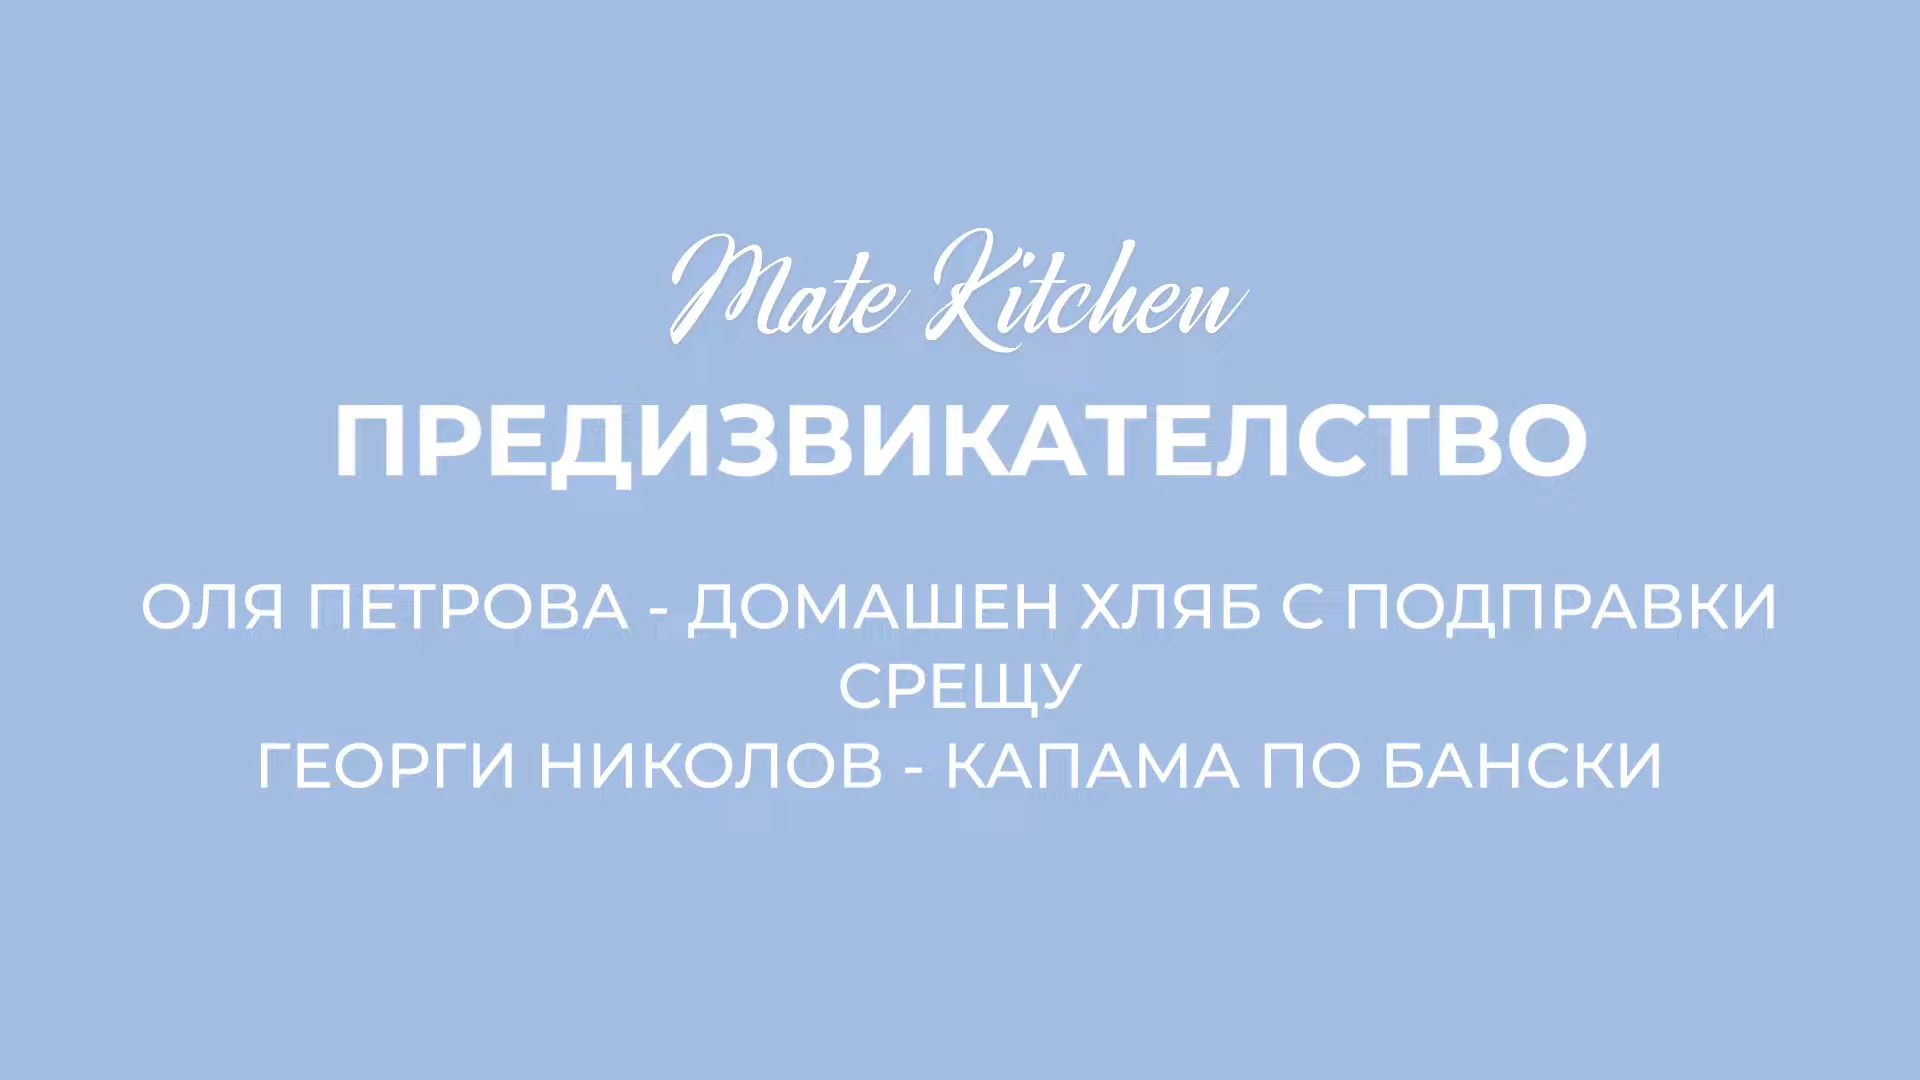 Mate Kitchen
ПРЕДИЗВИКАТЕЛСТВО
ОЛЯ ПЕТРОВА - ДОМАШЕН ХЛЯБ С ПОДПРАВКИ
СРЕЩУ
ГЕОРГИ НИКОЛОВ - КАПАМА ПО БАНСКИ